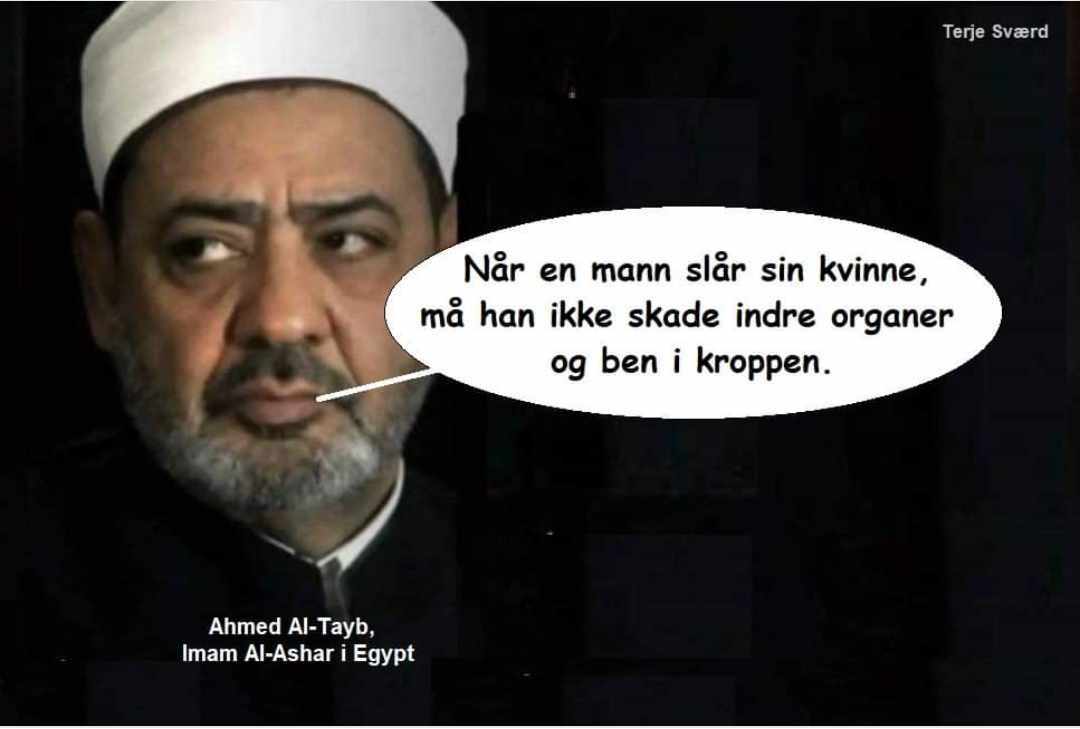 Terje Sværd
Når en mann slår sin kvinne,
må han ikke skade indre organer
og ben i kroppen.
Ahmed Al-Tayb,
Imam Al-Ashar i Egypt